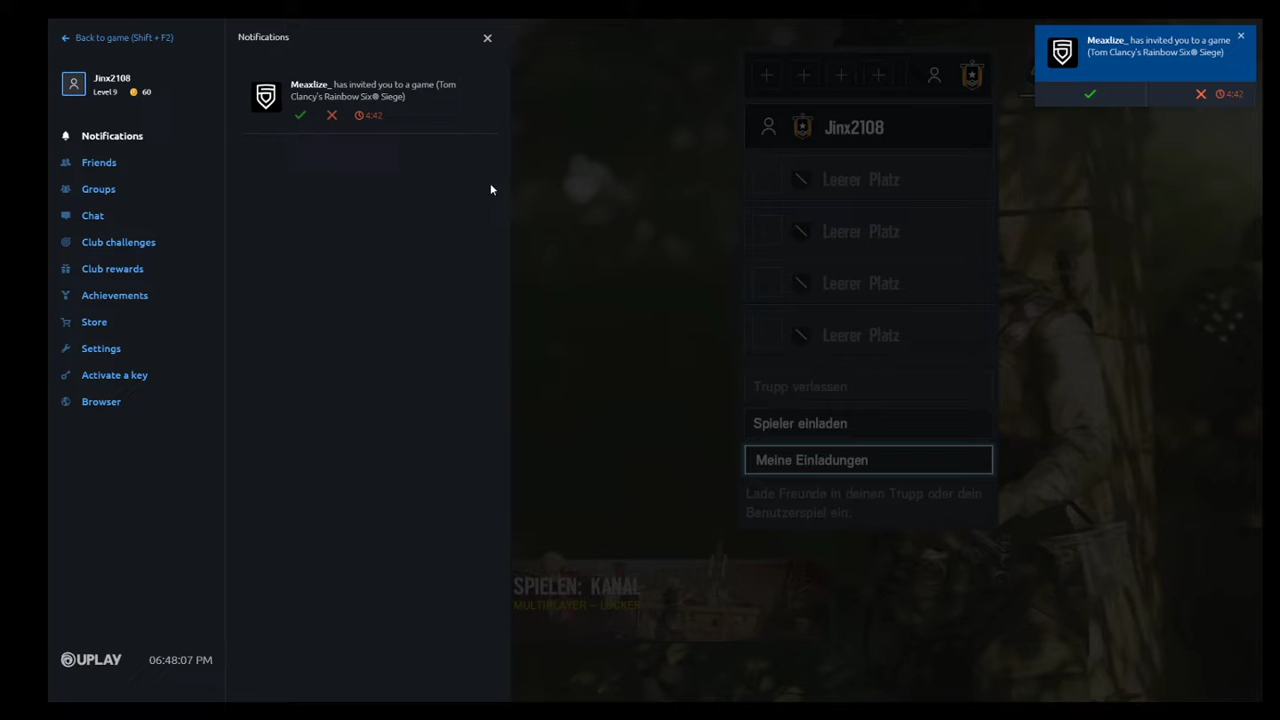 Back to game (Shift + F2)
Jinx2108
Level 9 60
Notifications
Friends
Groups
Chat
Club challenges
Club rewards
Achievements
Store
Settings
Activate a key
Browser
UPLAY 06:48:07 PM
Notifications
Meaxlize_ has invited you to a game (Tom
Clancy's Rainbow Six® Siege)
4:42
Jinx2108
Leerer Platz
Leerer Platz
Leerer Platz
Leerer Platz
Trupp verlassen
Spieler einladen
Meine Einladungen
Lade Freunde in deinen Trupp oder dein
Benutzerspiel ein.
SPIELEN: KANAL
MULTIPLAYER – LOCKER
Meaxlize_ has invited you to a game
(Tom Clancy's Rainbow Six® Siege)
4:42